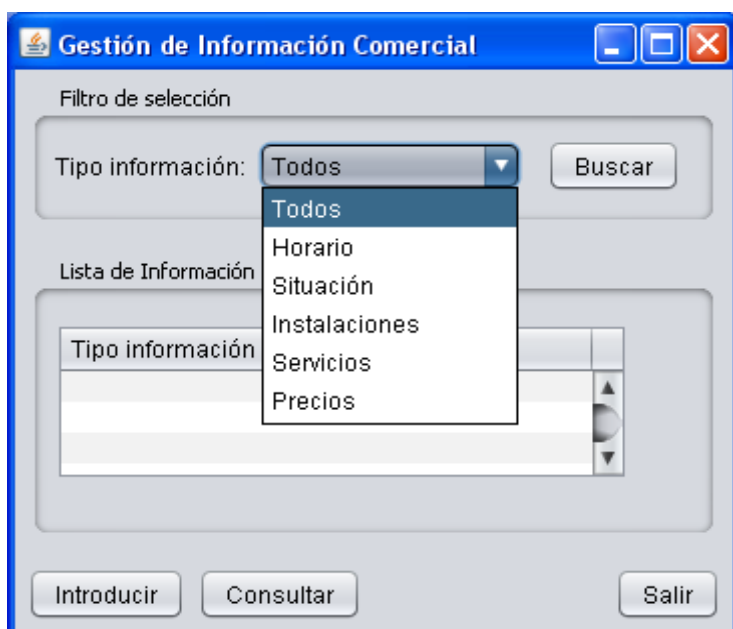 Gestión de Información Comercial
Filtro de selección
Tipo información: Todos Buscar
Todos
Horario
Situación
Instalaciones
Servicios
Precios
Lista de Información
Tipo información
Introducir Consultar Salir